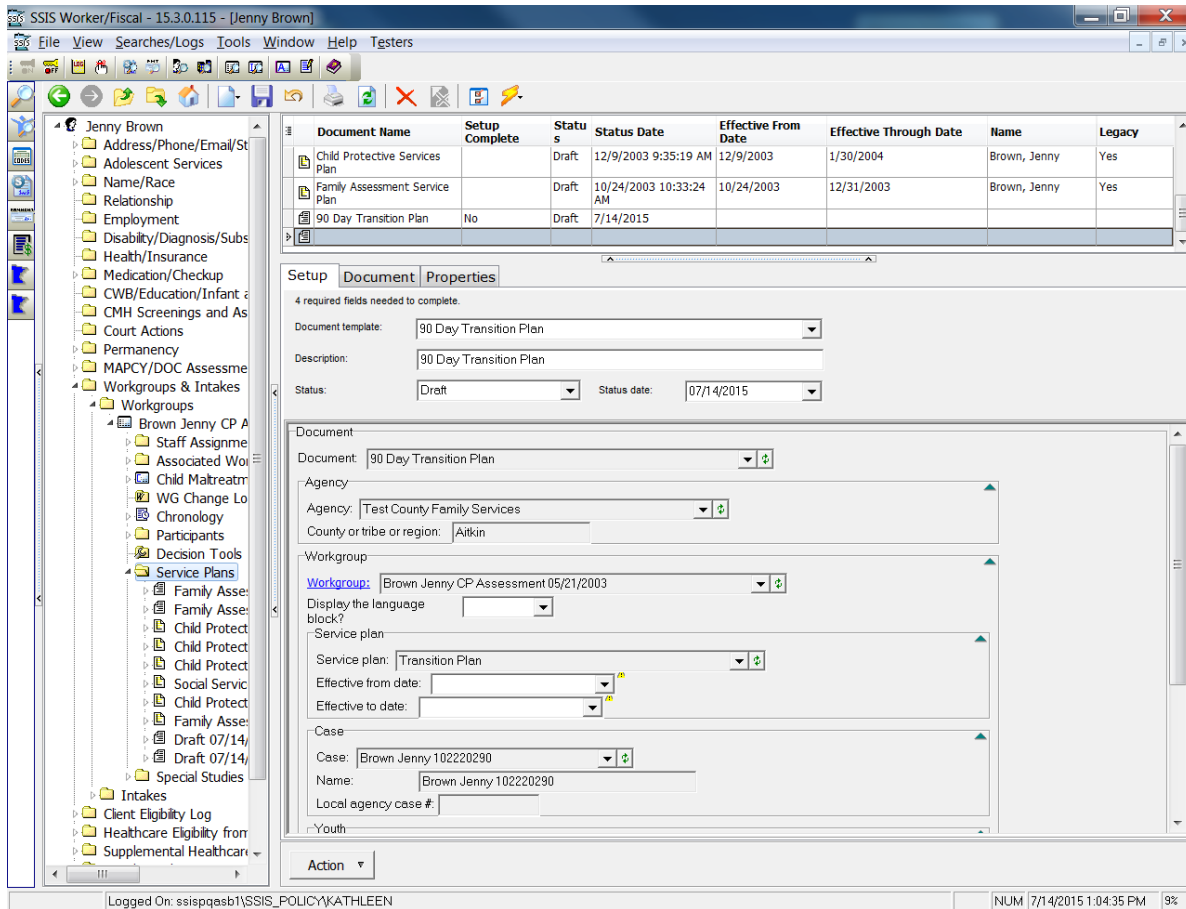 SSIS Worker/Fiscal - 15.3.0.115 - [Jenny Brown]
File View Searches/Logs Tools Window Help Testers
Jenny Brown
Address/Phone/Email/St
Adolescent Services
Name/Race
Relationship
Employment
Disability/Diagnosis/Subs
Health/Insurance
Medication/Checkup
CWB/Education/Infant a
CMH Screenings and As
Court Actions
Permanency
MAPCY/DOC Assessme
Workgroups & Intakes
Workgroups
Brown Jenny CP A
Staff Assignme
Associated Wor
Child Maltreatm
WG Change Lo
Chronology
Participants
Decision Tools
Service Plans
Family Asses
Family Asses
Child Protect
Child Protect
Child Protect
Social Servic
Child Protect
Family Asses
Draft 07/14/
Draft 07/14/
Special Studies
Intakes
Client Eligibility Log
Healthcare Eligibility from
Supplemental Healthcare
Document Name Setup Complete Status Status Date Effective From Date Effective Through Date Name Legacy
Child Protective Services Plan Draft 12/9/2003 9:35:19 AM 12/9/2003 1/30/2004 Brown, Jenny Yes
Family Assessment Service Plan Draft 10/24/2003 10:33:24 AM 10/24/2003 12/31/2003 Brown, Jenny Yes
90 Day Transition Plan No Draft 7/14/2015
Setup Document Properties
4 required fields needed to complete.
Document template: 90 Day Transition Plan
Description: 90 Day Transition Plan
Status: Draft Status date: 07/14/2015
Document
Document: 90 Day Transition Plan
Agency
Agency: Test County Family Services
County or tribe or region: Aitkin
Workgroup
Workgroup: Brown Jenny CP Assessment 05/21/2003
Display the language
block?
Service plan
Service plan: Transition Plan
Effective from date:
Effective to date:
Case
Case: Brown Jenny 102220290
Name: Brown Jenny 102220290
Local agency case #:
Youth
Action
Logged On: ssispqasb1\SSIS_POLICY\KATHLEEN NUM 7/14/2015 1:04:35 PM 9%